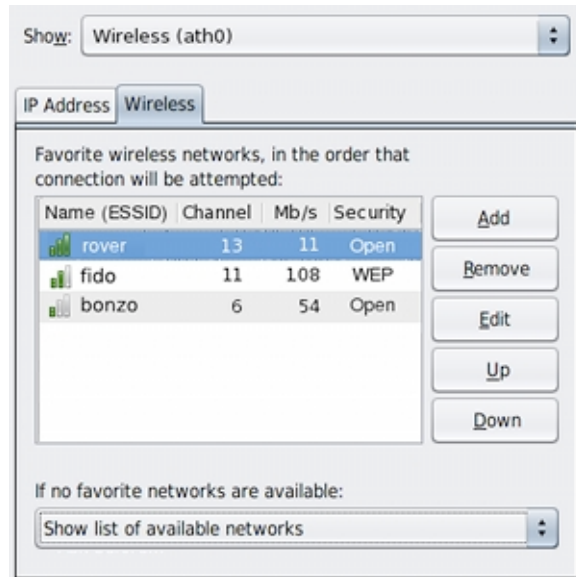 Show: Wireless (ath0)
IP Address Wireless
Favorite wireless networks, in the order that
connection will be attempted:
Name (ESSID) Channel Mb/s Security
rover 13 11 Open
fido 11 108 WEP
bonzo 6 54 Open
Add
Remove
Edit
Up
Down
If no favorite networks are available:
Show list of available networks